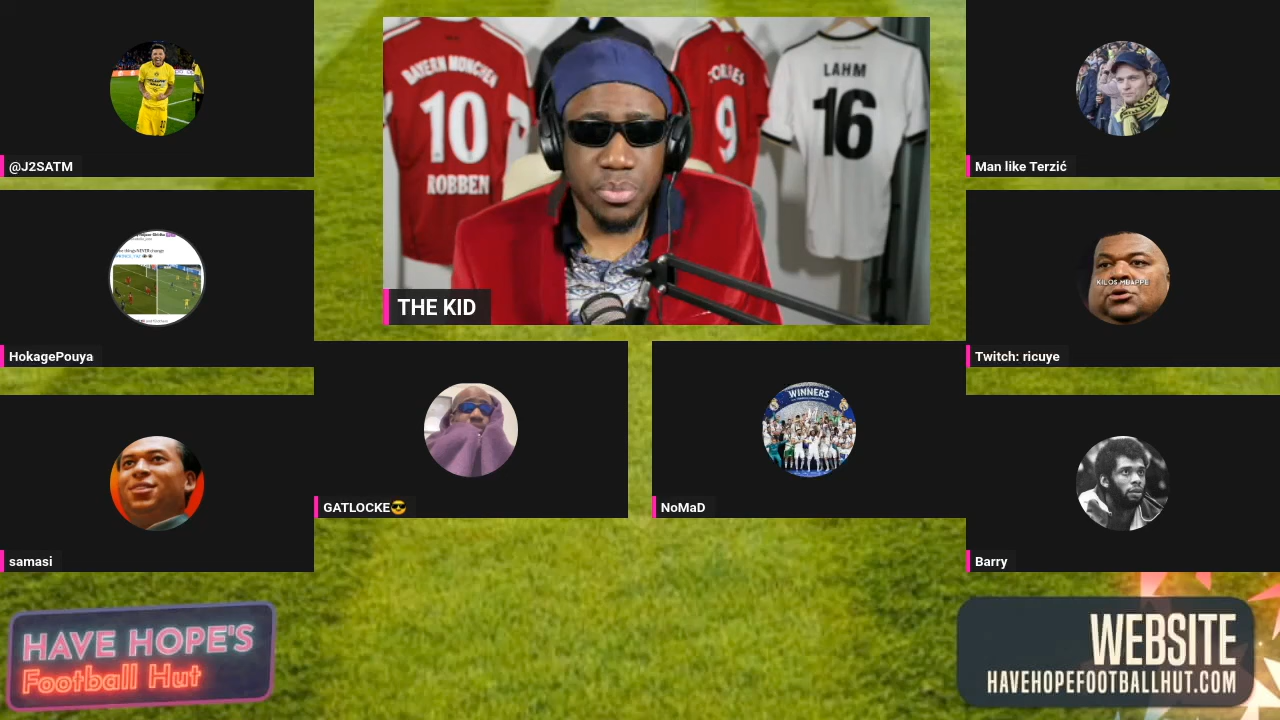 BAYERN MÜNCHEN
10
ROBBEN
9
LAHM
16
THE KID
@J2SATM
Man like Terzić
HokagePouya
KILOS MBAPPE
Twitch: ricuye
WINNERS
GATLOCKE😎
NoMaD
samasi
Barry
HAVE HOPE'S
Football Hut
WEBSITE
HAVEHOPEFOOTBALLHUT.COM